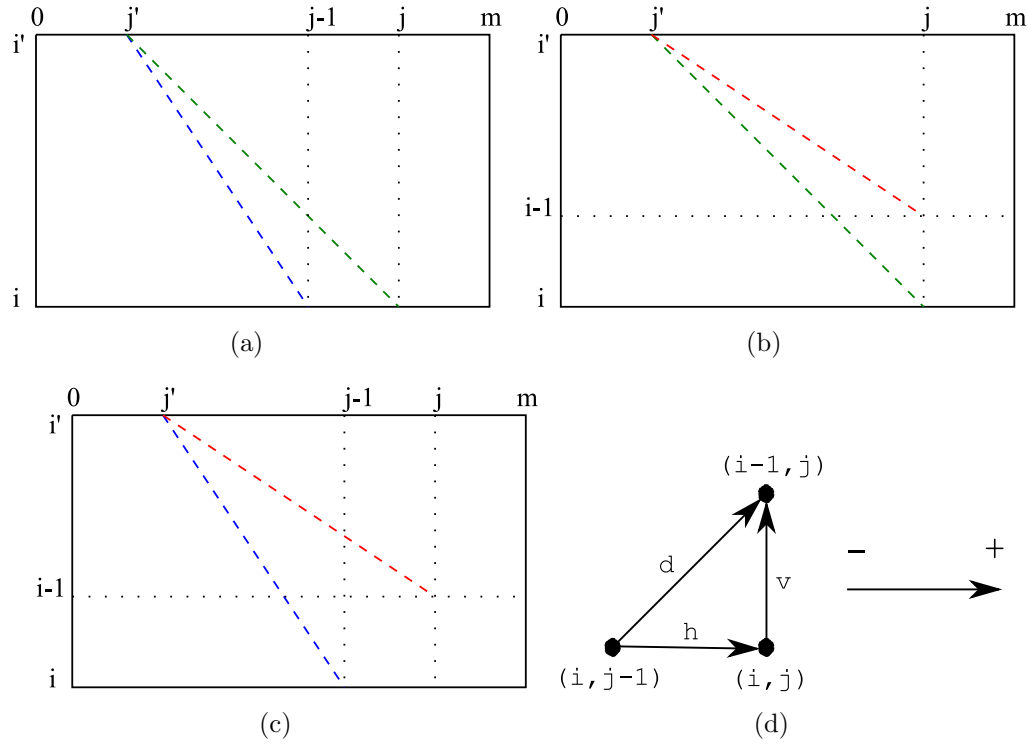 0 j' j-1 j m
i'
i
(a)
0 j' j m
i'
i-1
i
(b)
0 j' j-1 j m
i'
i-1
i
(c)
(i-1,j)
d
v
h
(i,j-1) (i,j)
− +
(d)